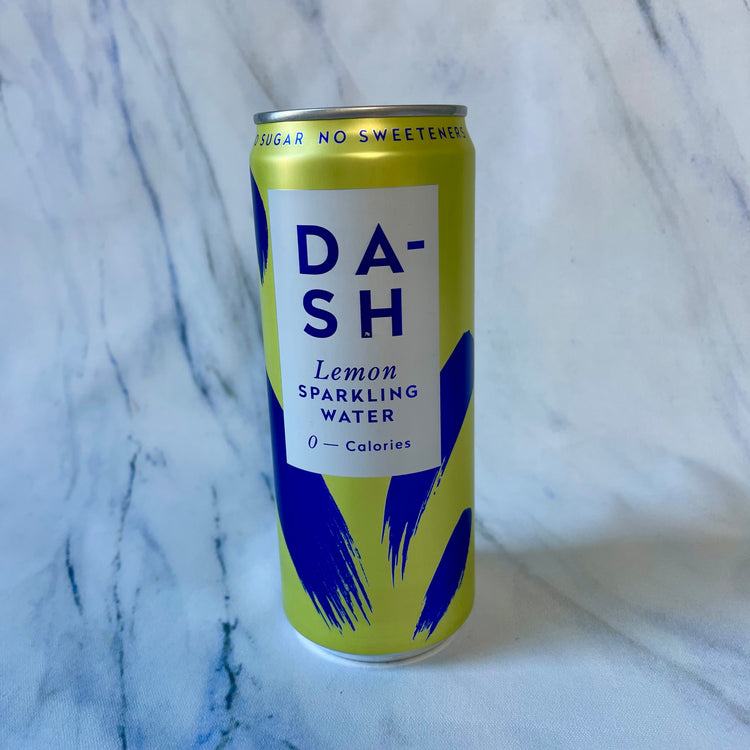 SUGAR NO SWEETENERS
DA-
SH
Lemon
SPARKLING
WATER
0 — Calories